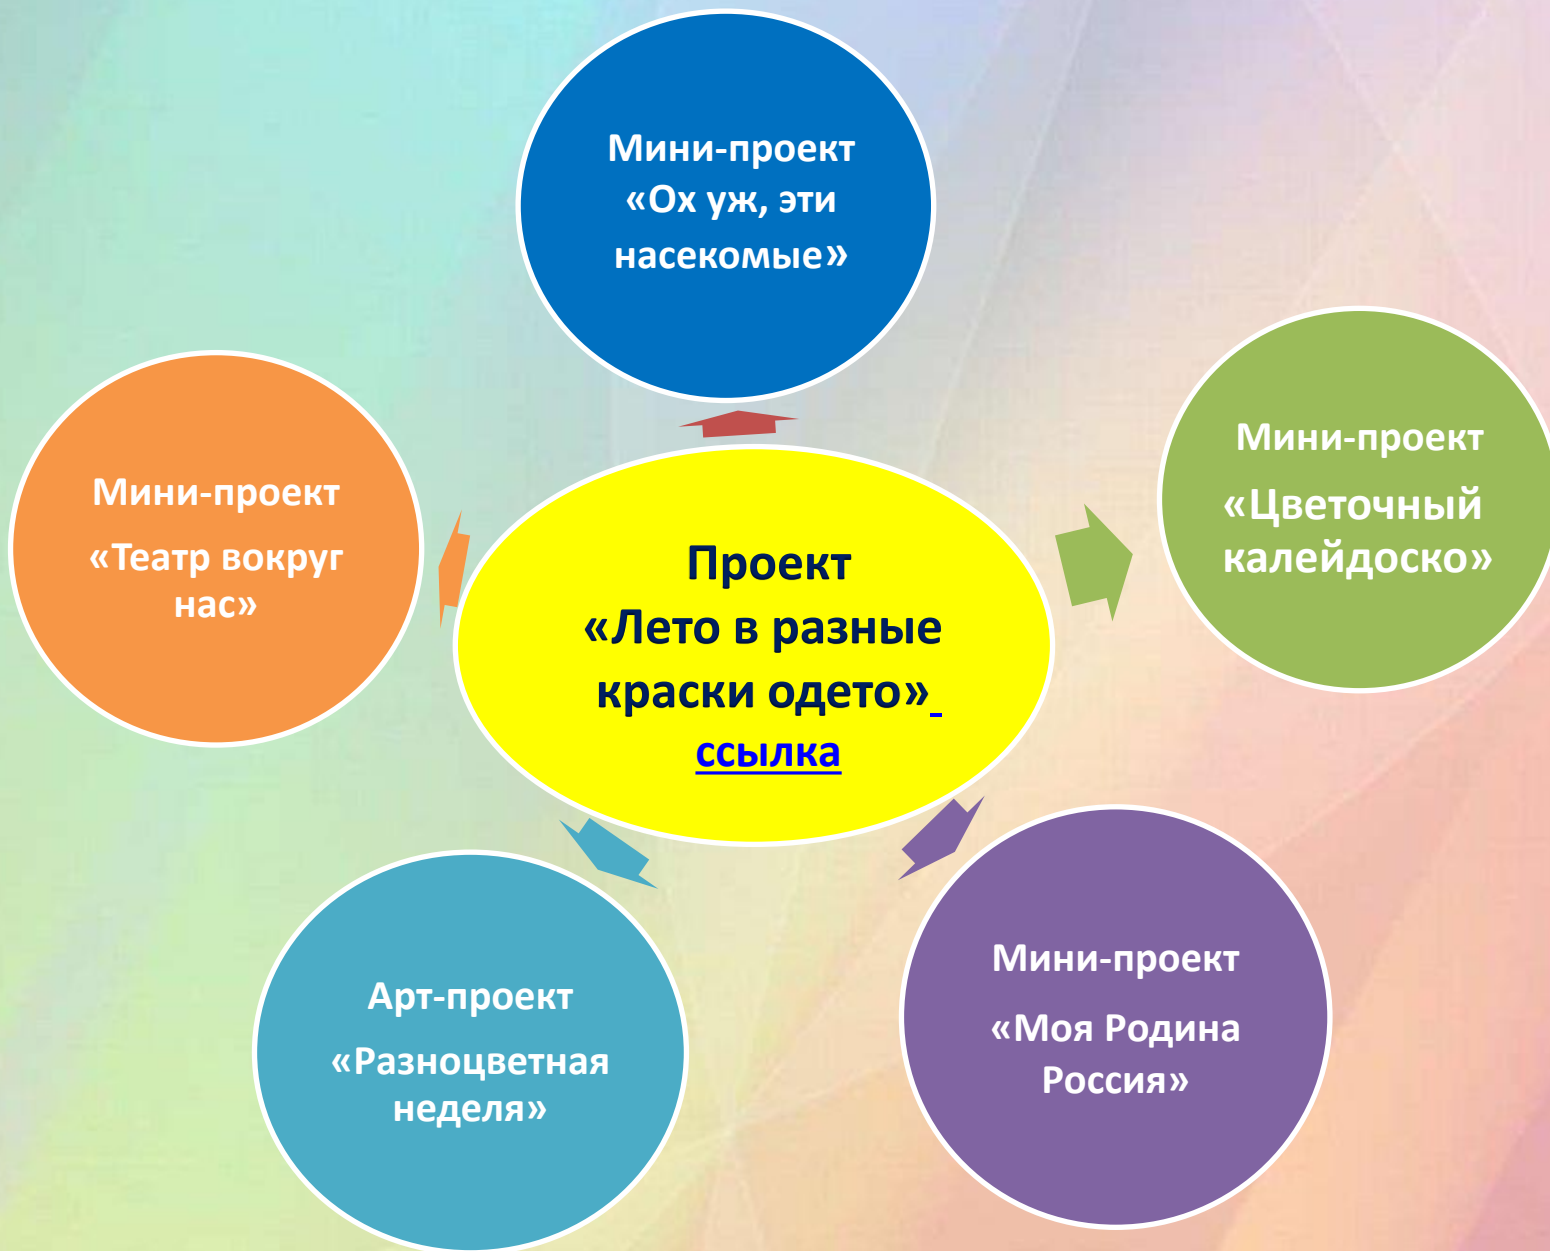 Мини-проект
«Ох уж, эти
насекомые»
Мини-проект
«Цветочный
калейдоско»
Мини-проект
«Театр вокруг
нас»
Проект
«Лето в разные
краски одето»
ссылка
Мини-проект
«Моя Родина
Россия»
Арт-проект
«Разноцветная
неделя»